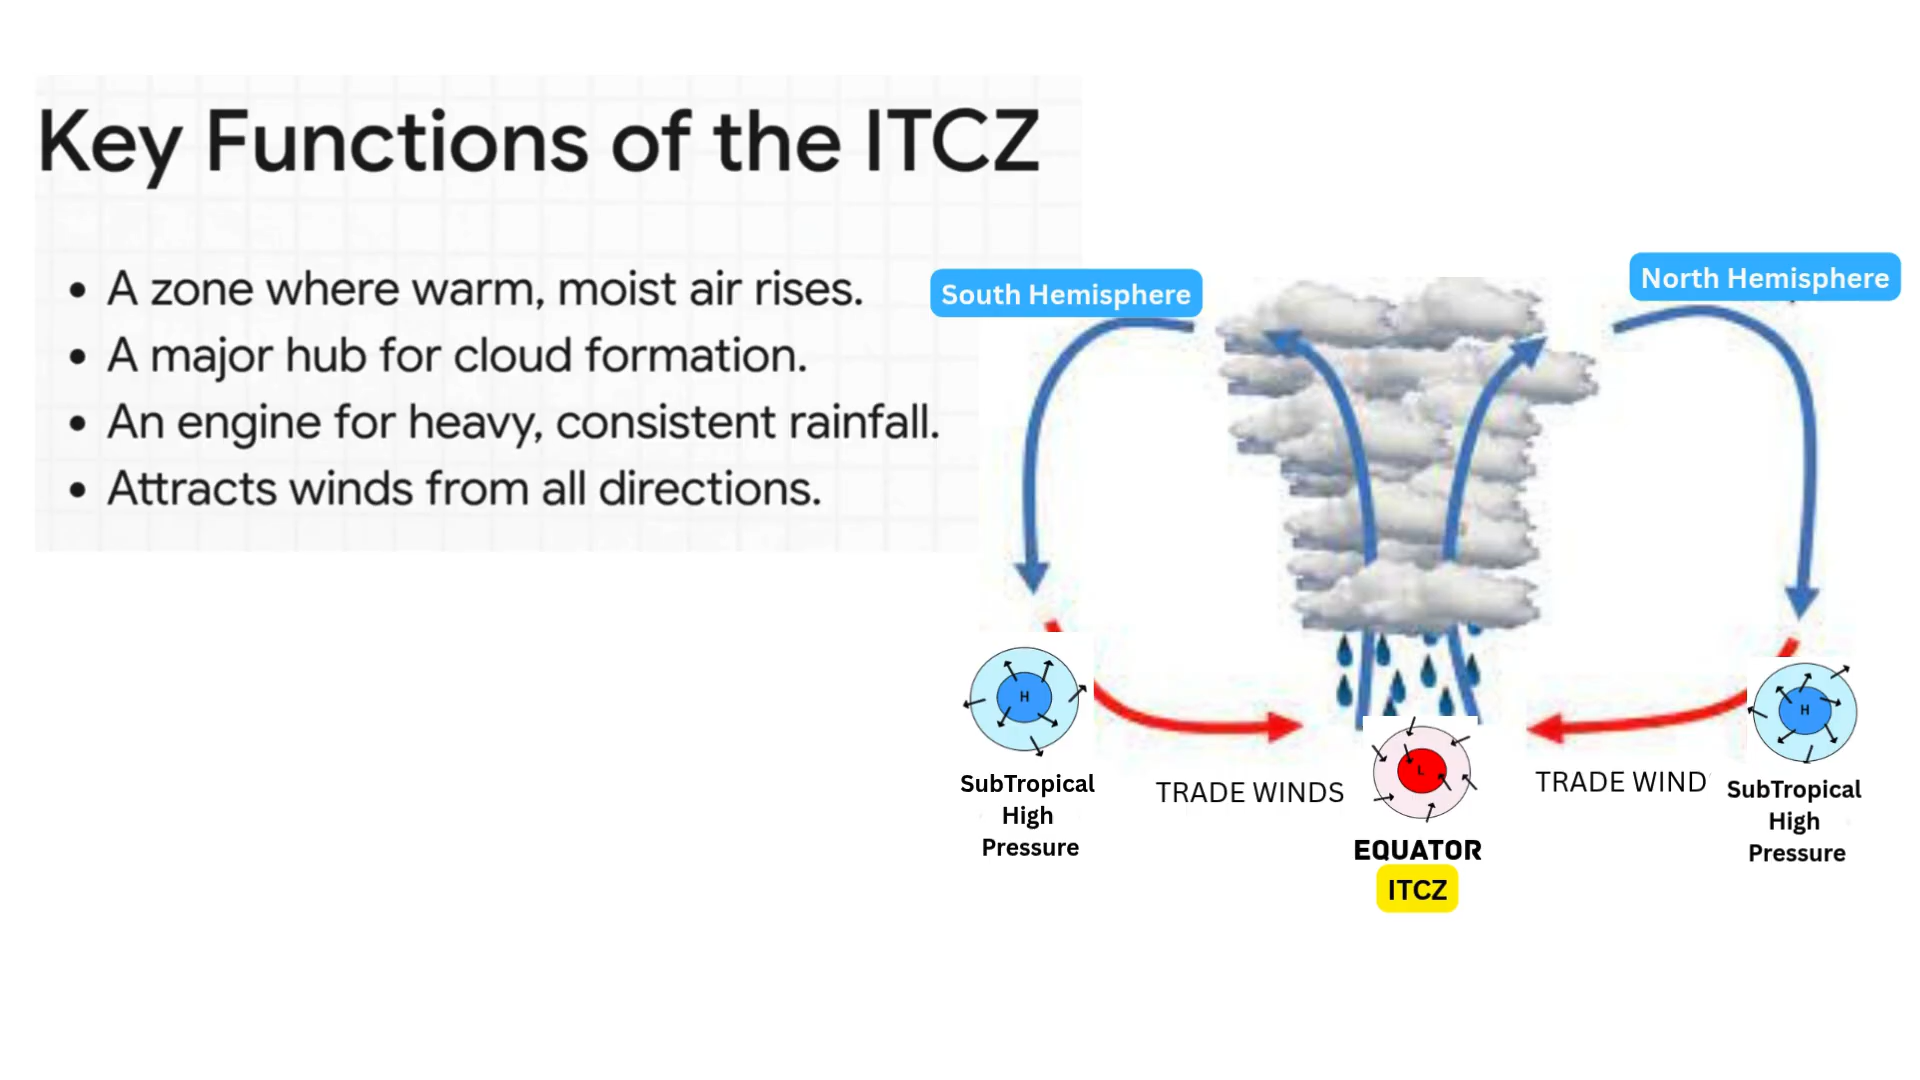 Key Functions of the ITCZ
• A zone where warm, moist air rises.
• A major hub for cloud formation.
• An engine for heavy, consistent rainfall.
• Attracts winds from all directions.
South Hemisphere
North Hemisphere
H
H
L
SubTropical
High
Pressure
TRADE WINDS
TRADE WIND
SubTropical
High
Pressure
EQUATOR
ITCZ